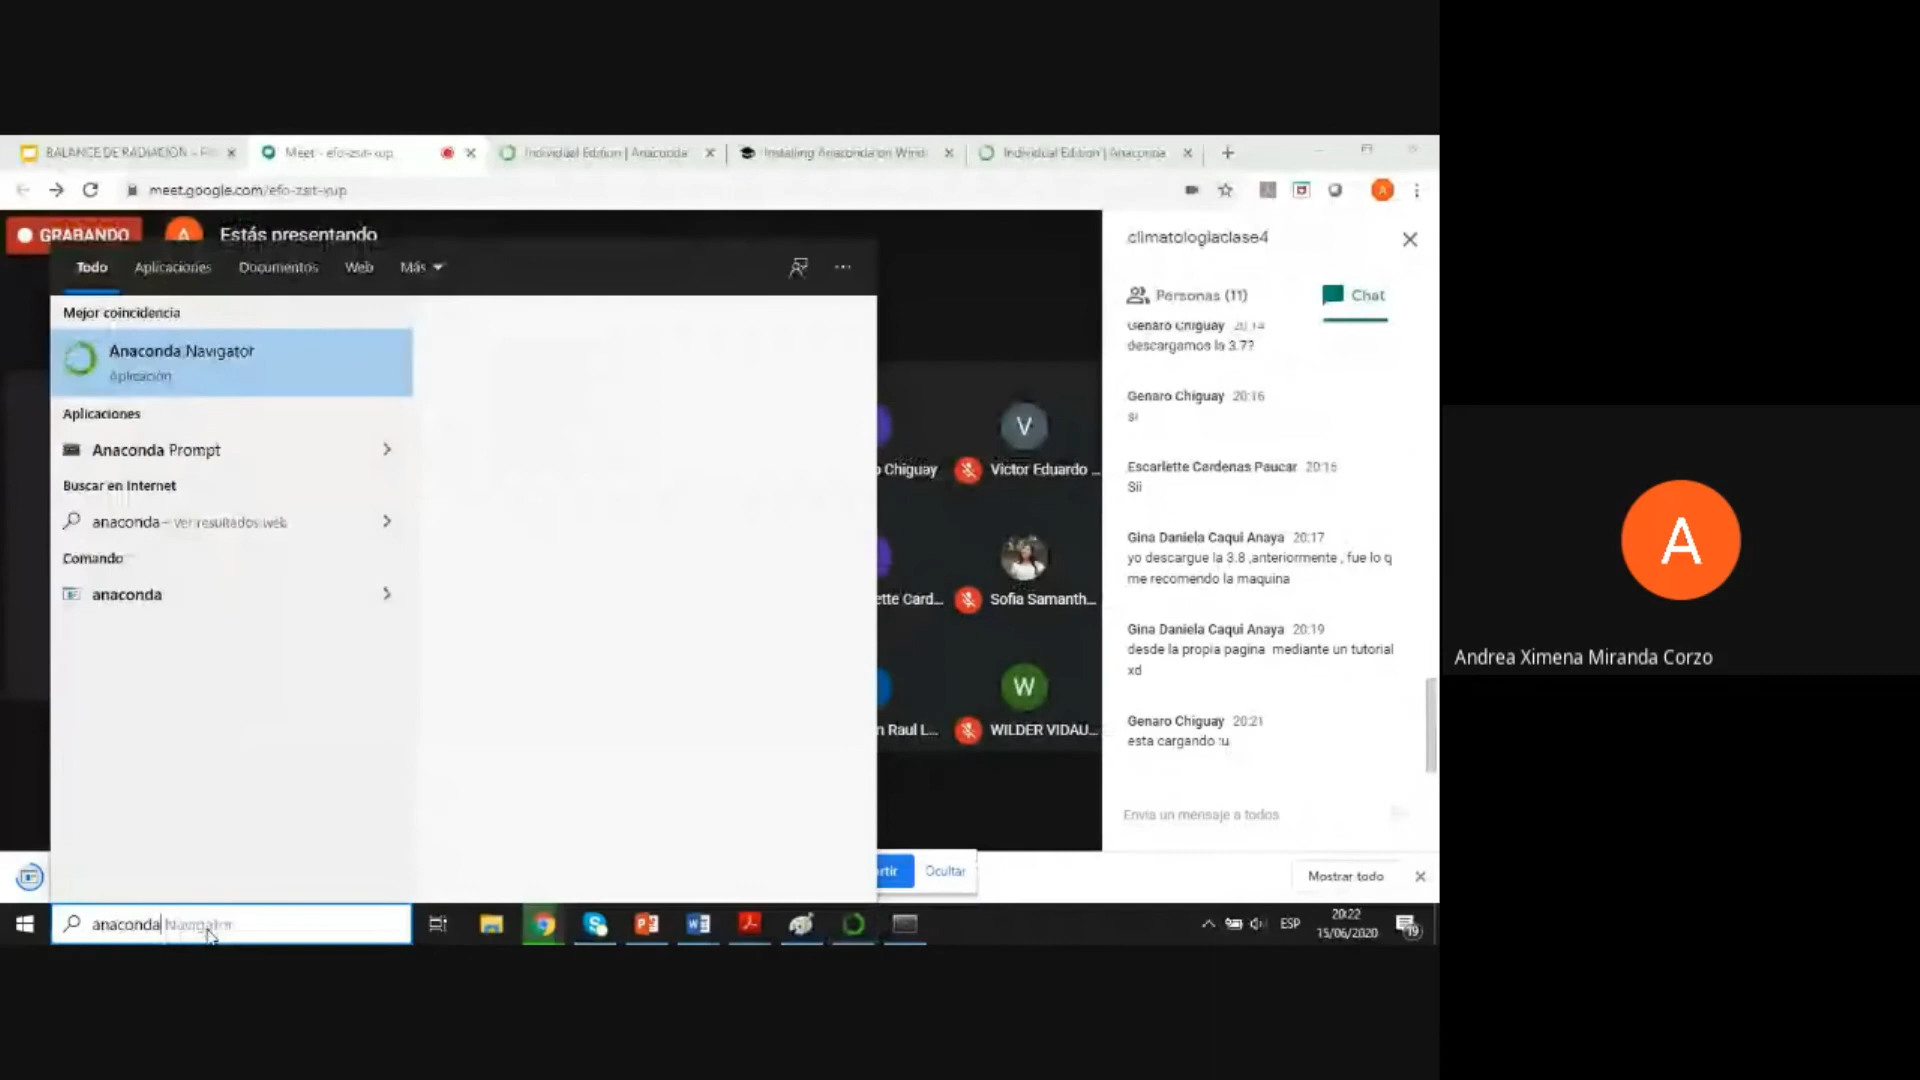 BALANCE DE RADIACION -
Meet - efo-zsit-xup
Individual Edition | Anaconda
Installing Anaconda on Wind
Individual Edition | Anaconda
meet.google.com/efo-zsit-xup
GRABANDO
A
Estás presentando
Todo
Aplicaciones
Documentos
Web
Más
Mejor coincidencia
Anaconda Navigator
Aplicación
Aplicaciones
Anaconda Prompt
Buscar en Internet
anaconda - Ver resultados web
Comando
anaconda
Chiguay
V
Victor Eduardo ...
ette Card...
Sofia Samanth...
n Raul L...
W
WILDER VIDAU...
climatologiaclase4
Personas (11)
Chat
Genaro Chiguay 20:14
descargamos la 3.7?
Genaro Chiguay 20:16
si
Escarlette Cardenas Paucar 20:16
Sii
Gina Daniela Caqui Anaya 20:17
yo descargue la 3.8 ,anteriormente , fue lo q
me recomendo la maquina
Gina Daniela Caqui Anaya 20:19
desde la propia pagina mediante un tutorial
xd
Genaro Chiguay 20:21
esta cargando :u
Envía un mensaje a todos
rtir
Ocultar
Mostrar todo
anaconda Navigator
ESP
20:22
15/06/2020
19
A
Andrea Ximena Miranda Corzo